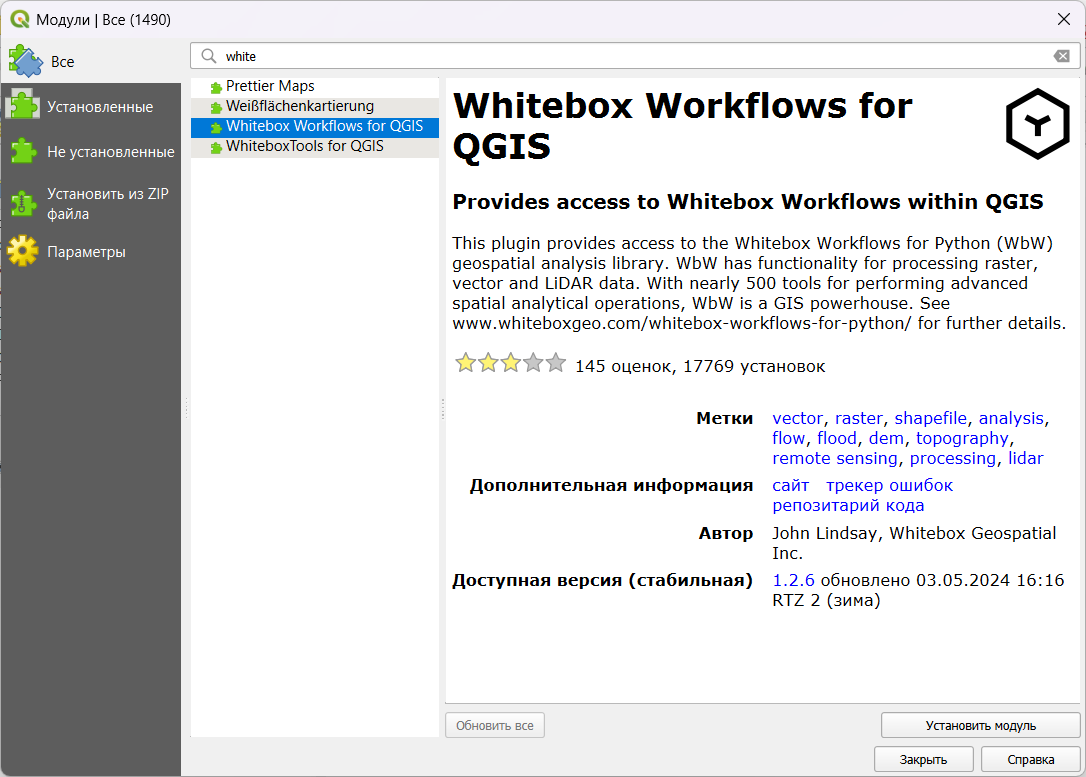 Модули | Все (1490)
Все
Установленные
Не установленные
Установить из ZIP
файла
Параметры
white
Prettier Maps
Weißflächenkartierung
Whitebox Workflows for QGIS
WhiteboxTools for QGIS
Whitebox Workflows for
QGIS
Provides access to Whitebox Workflows within QGIS
This plugin provides access to the Whitebox Workflows for Python (WbW)
geospatial analysis library. WbW has functionality for processing raster,
vector and LiDAR data. With nearly 500 tools for performing advanced
spatial analytical operations, WbW is a GIS powerhouse. See
www.whiteboxgeo.com/whitebox-workflows-for-python/ for further details.
145 оценок, 17769 установок
Метки vector, raster, shapefile, analysis,
flow, flood, dem, topography,
remote sensing, processing, lidar
Дополнительная информация сайт трекер ошибок
репозитарий кода
Автор John Lindsay, Whitebox Geospatial
Inc.
Доступная версия (стабильная) 1.2.6 обновлено 03.05.2024 16:16
RTZ 2 (зима)
Обновить все
Установить модуль
Закрыть
Справка